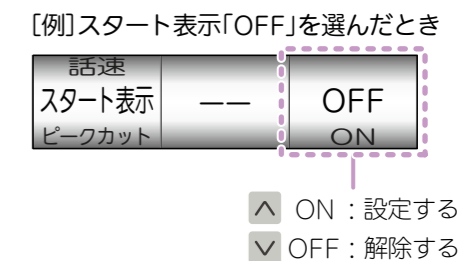 [例]スタート表示「OFF」を選んだとき
話速
スタート表示 −− OFF
ピークカット ON
ON：設定する
OFF：解除する